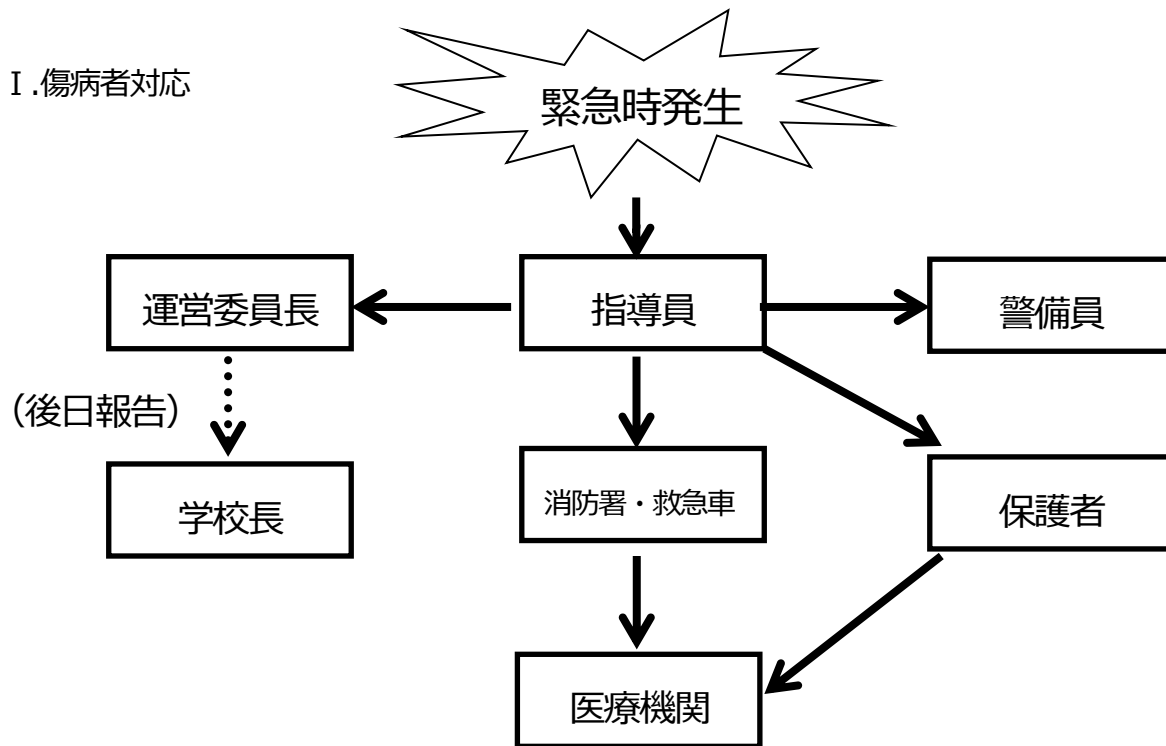 Ⅰ.傷病者対応
緊急時発生
運営委員長
指導員
警備員
(後日報告)
学校長
消防署・救急車
保護者
医療機関